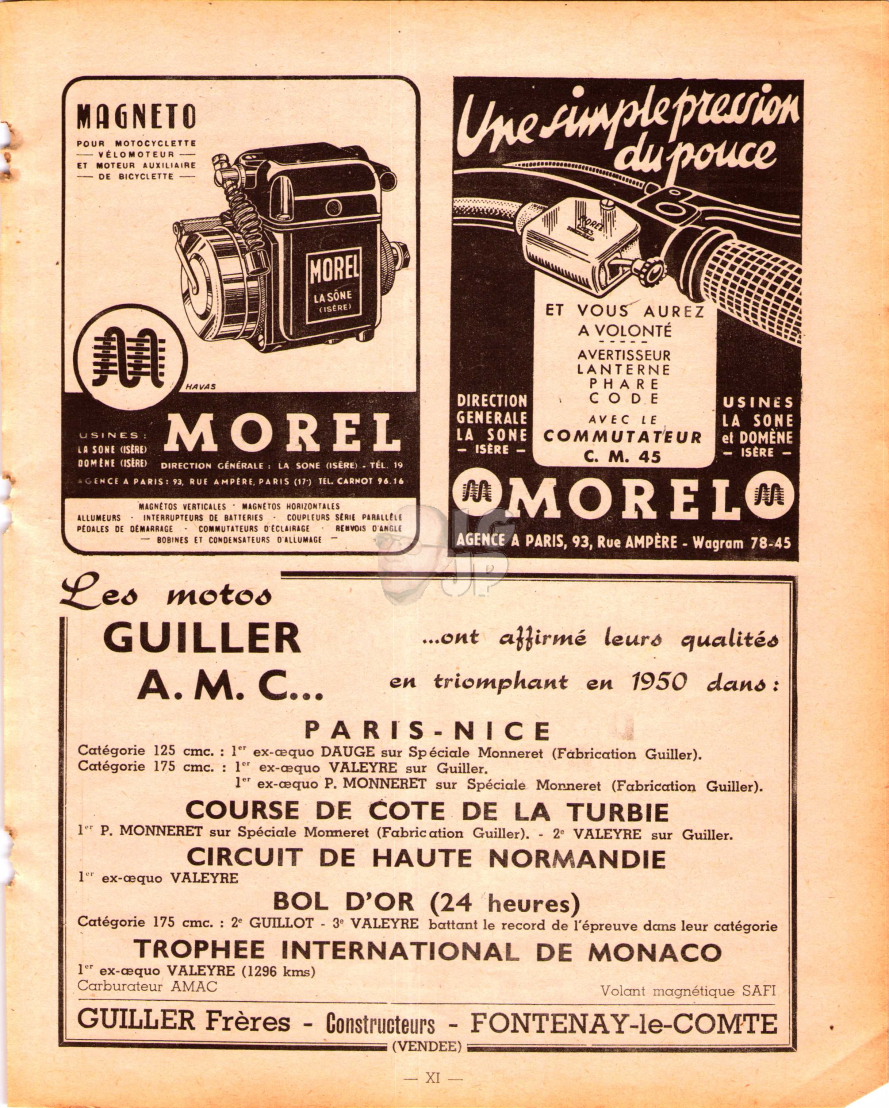 MAGNETO
POUR MOTOCYCLETTE
VÉLOMOTEUR
ET MOTEUR AUXILIAIRE
DE BICYCLETTE
MOREL
LA SÔNE
(ISÈRE)
HAVAS
USINES :
LA SONE (ISÈRE)
DOMÈNE (ISÈRE)
MOREL
DIRECTION GÉNÉRALE : LA SONE (ISÈRE) - TÉL. 19
AGENCE A PARIS : 93, RUE AMPÈRE, PARIS (17e) TEL. CARNOT 96.16
MAGNÉTOS VERTICALES - MAGNÉTOS HORIZONTALES
ALLUMEURS - INTERRUPTEURS DE BATTERIES - COUPLEURS SÉRIE PARALLÈLE
PÉDALES DE DÉMARRAGE - COMMUTATEURS D'ÉCLAIRAGE - RENVOIS D'ANGLE
— BOBINES ET CONDENSATEURS D'ALLUMAGE —
Une simple pression
du pouce
MOREL
ET VOUS AUREZ
A VOLONTÉ
AVERTISSEUR
LANTERNE
PHARE
CODE
AVEC LE
COMMUTATEUR
C. M. 45
DIRECTION
GENERALE
LA SONE
– ISÈRE –
USINES
LA SONE
et DOMÈNE
– ISÈRE –
MOREL
AGENCE A PARIS, 93, Rue AMPÈRE - Wagram 78-45
BIG
JP
Les motos
GUILLER
A. M. C...
...ont affirmé leurs qualités
en triomphant en 1950 dans :
PARIS-NICE
Catégorie 125 cmc. : 1er ex-æquo DAUGE sur Spéciale Monneret (Fabrication Guiller).
Catégorie 175 cmc. : 1er ex-æquo VALEYRE sur Guiller.
1er ex-æquo P. MONNERET sur Spéciale Monneret (Fabrication Guiller).
COURSE DE COTE DE LA TURBIE
1er P. MONNERET sur Spéciale Monneret (Fabrication Guiller). - 2e VALEYRE sur Guiller.
CIRCUIT DE HAUTE NORMANDIE
1er ex-æquo VALEYRE
BOL D'OR (24 heures)
Catégorie 175 cmc. : 2e GUILLOT - 3e VALEYRE battant le record de l'épreuve dans leur catégorie
TROPHEE INTERNATIONAL DE MONACO
1er ex-æquo VALEYRE (1296 kms)
Carburateur AMAC
Volant magnétique SAFI
GUILLER Frères - Constructeurs - FONTENAY-le-COMTE
(VENDEE)
— XI —